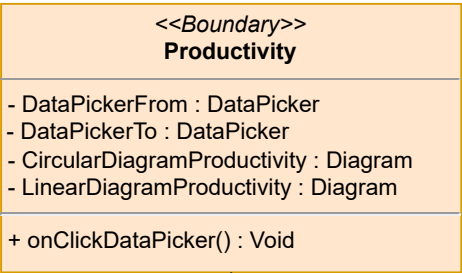 <<Boundary>>
Productivity
- DataPickerFrom : DataPicker
- DataPickerTo : DataPicker
- CircularDiagramProductivity : Diagram
- LinearDiagramProductivity : Diagram
+ onClickDataPicker() : Void